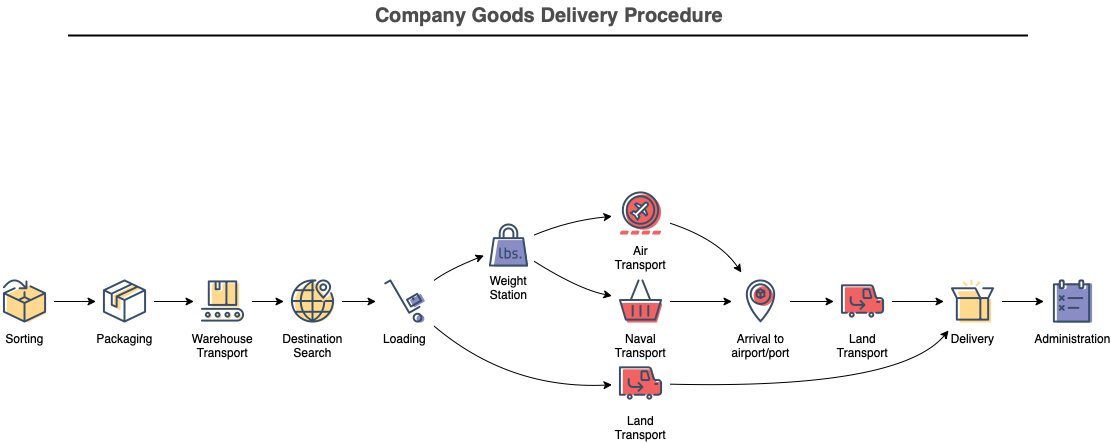 Company Goods Delivery Procedure
lbs.
Weight
Station
Air
Transport
Sorting
Packaging
Warehouse
Transport
Destination
Search
Loading
Naval
Transport
Arrival to
airport/port
Land
Transport
Delivery
Administration
Land
Transport